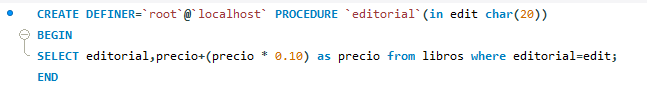 CREATE DEFINER=`root`@`localhost` PROCEDURE `editorial`(in edit char(20))
BEGIN
SELECT editorial,precio+(precio * 0.10) as precio from libros where editorial=edit;
END